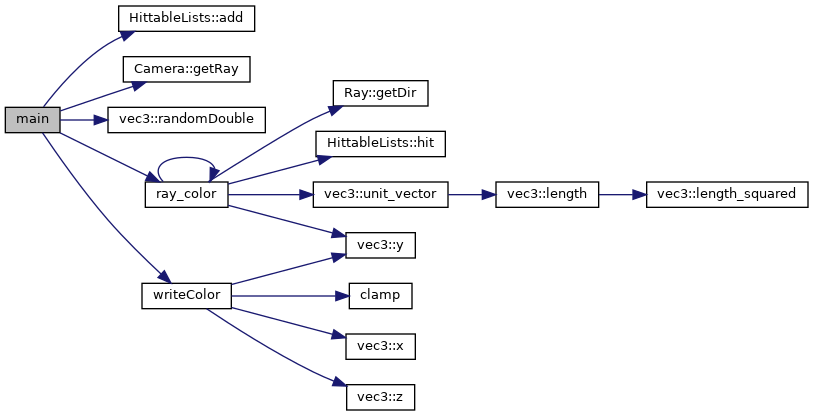 HittableLists::add
Camera::getRay
main
vec3::randomDouble
Ray::getDir
HittableLists::hit
ray_color
vec3::unit_vector
vec3::length
vec3::length_squared
vec3::y
writeColor
clamp
vec3::x
vec3::z